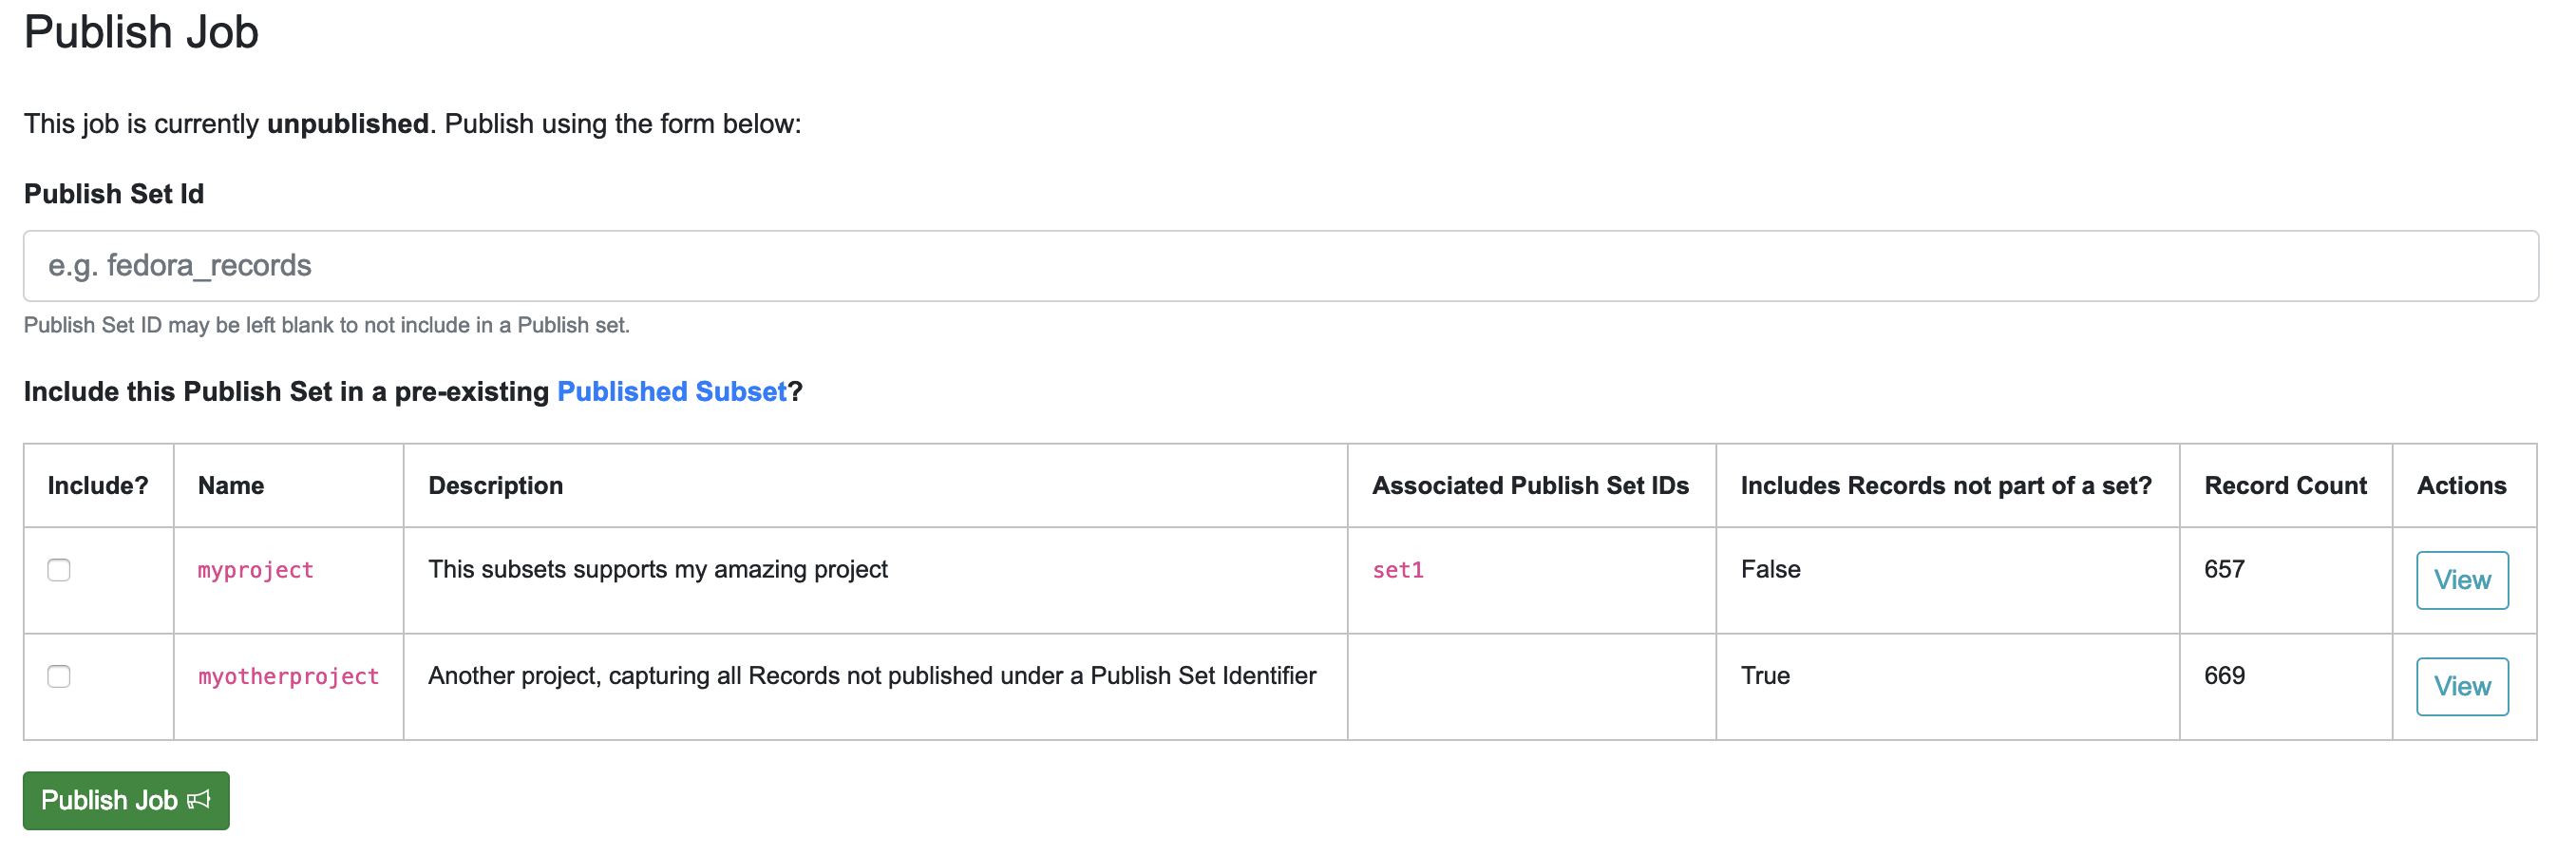 Publish Job
This job is currently unpublished. Publish using the form below:
Publish Set Id
e.g. fedora_records
Publish Set ID may be left blank to not include in a Publish set.
Include this Publish Set in a pre-existing Published Subset?
Include? Name Description Associated Publish Set IDs Includes Records not part of a set? Record Count Actions
myproject This subsets supports my amazing project set1 False 657 View
myotherproject Another project, capturing all Records not published under a Publish Set Identifier True 669 View
Publish Job